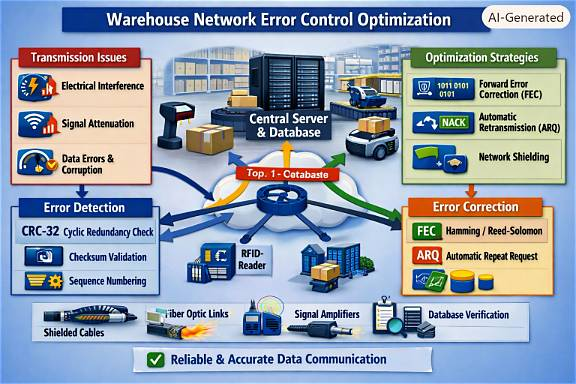 Warehouse Network Error Control Optimization
AI-Generated
Transmission Issues
Electrical Interference
Signal Attenuation
Data Errors &
Corruption
Central Server
& Database
Optimization Strategies
1011 0101
0101
Forward Error
Correction (FEC)
NACK
Automatic
Retransmission (ARQ)
Network Shielding
Top. 1 - Catabaste
Error Detection
CRC-32 Cyclic Redundancy Check
Checksum Validation
Sequence Numbering
RFID-
Reader
Error Correction
FEC Hamming / Reed-Solomon
ARQ Automatic Repeat Request
Shielded Cables
Fiber Optic Links
Signal Amplifiers
Database Verification
Reliable & Accurate Data Communication